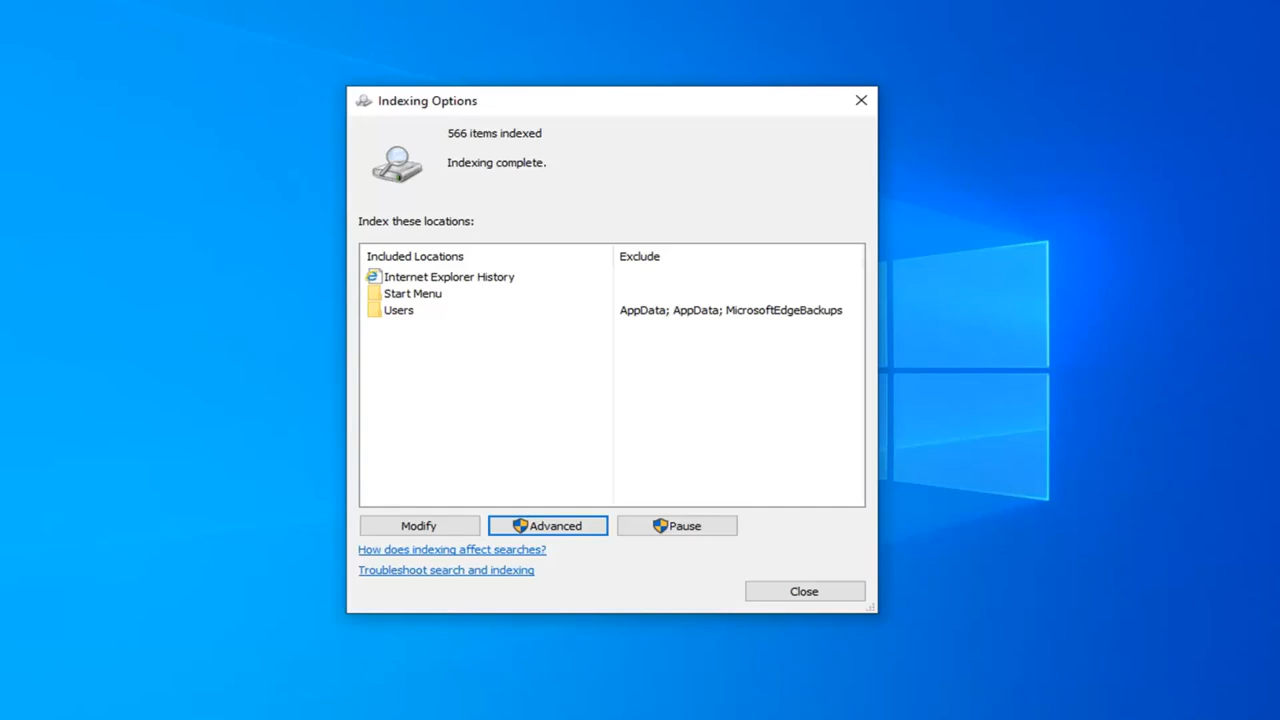 Indexing Options
566 items indexed
Indexing complete.
Index these locations:
Included Locations Exclude
Internet Explorer History
Start Menu
Users AppData; AppData; MicrosoftEdgeBackups
Modify Advanced Pause
How does indexing affect searches?
Troubleshoot search and indexing
Close